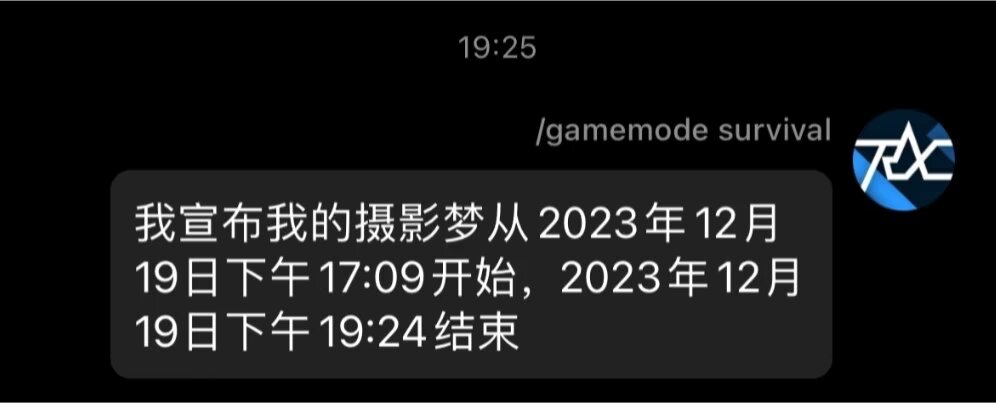 19:25
/gamemode survival
TRC
我宣布我的摄影梦从2023年12月
19日下午17:09开始，2023年12月
19日下午19:24结束